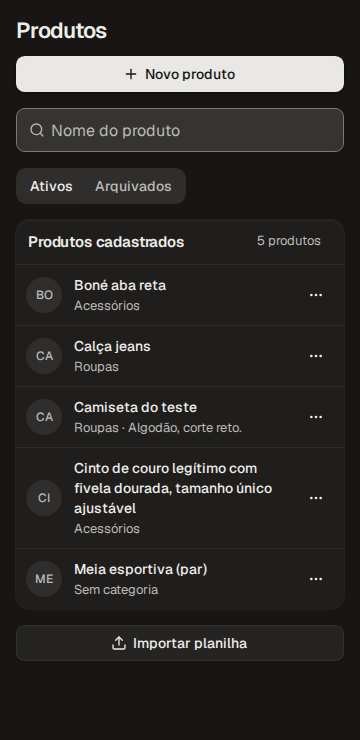 Produtos
Novo produto
Nome do produto
Ativos Arquivados
Produtos cadastrados 5 produtos
BO Boné aba reta
Acessórios
CA Calça jeans
Roupas
CA Camiseta do teste
Roupas · Algodão, corte reto.
Cinto de couro legítimo com
fivela dourada, tamanho único
CI ajustável
Acessórios
ME Meia esportiva (par)
Sem categoria
Importar planilha